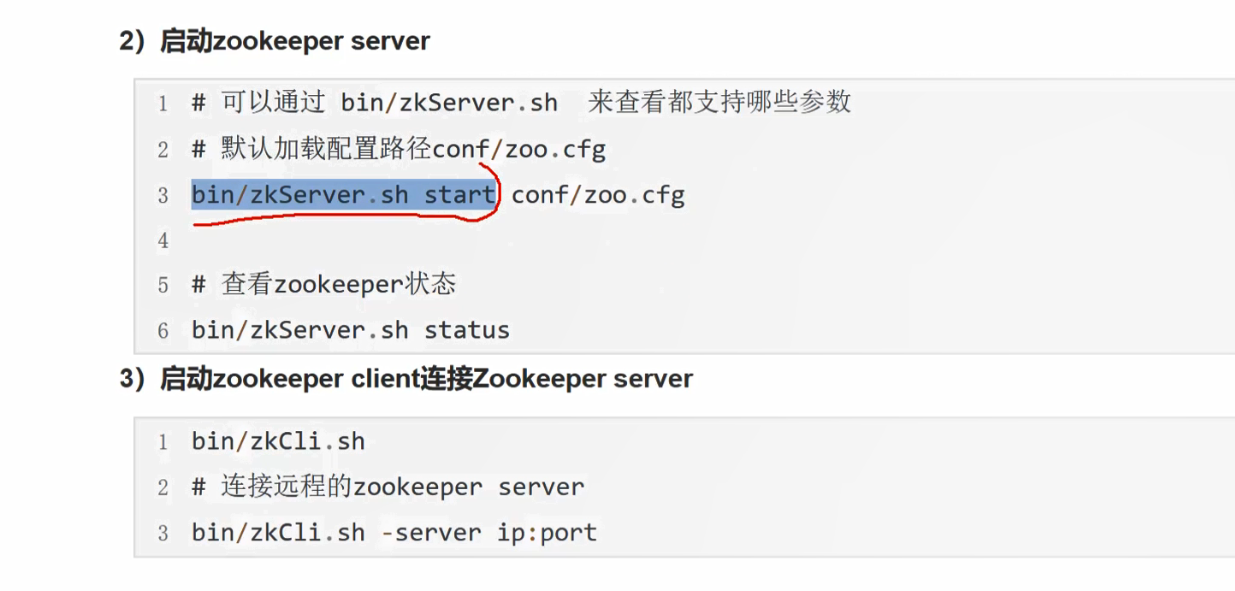 2）启动zookeeper server
1 # 可以通过 bin/zkServer.sh 来查看都支持哪些参数
2 # 默认加载配置路径conf/zoo.cfg
3 bin/zkServer.sh start conf/zoo.cfg
4
5 # 查看zookeeper状态
6 bin/zkServer.sh status
3）启动zookeeper client连接Zookeeper server
1 bin/zkCli.sh
2 # 连接远程的zookeeper server
3 bin/zkCli.sh -server ip:port